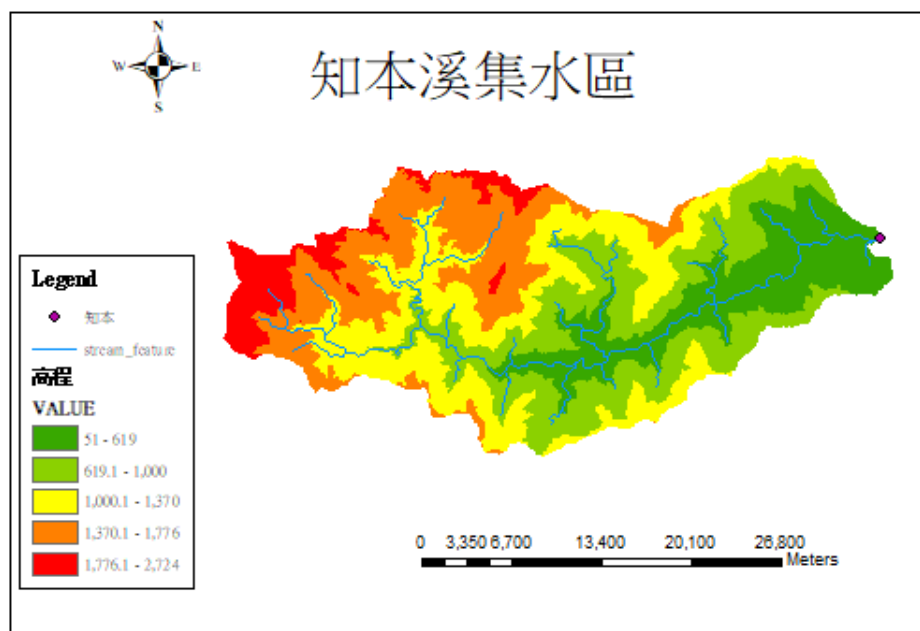 N
W E
S
知本溪集水區
Legend
知本
stream_feature
高程
VALUE
51 - 619
619.1 - 1,000
1,000.1 - 1,370
1,370.1 - 1,776
1,776.1 - 2,724
0 3,350 6,700 13,400 20,100 26,800
Meters